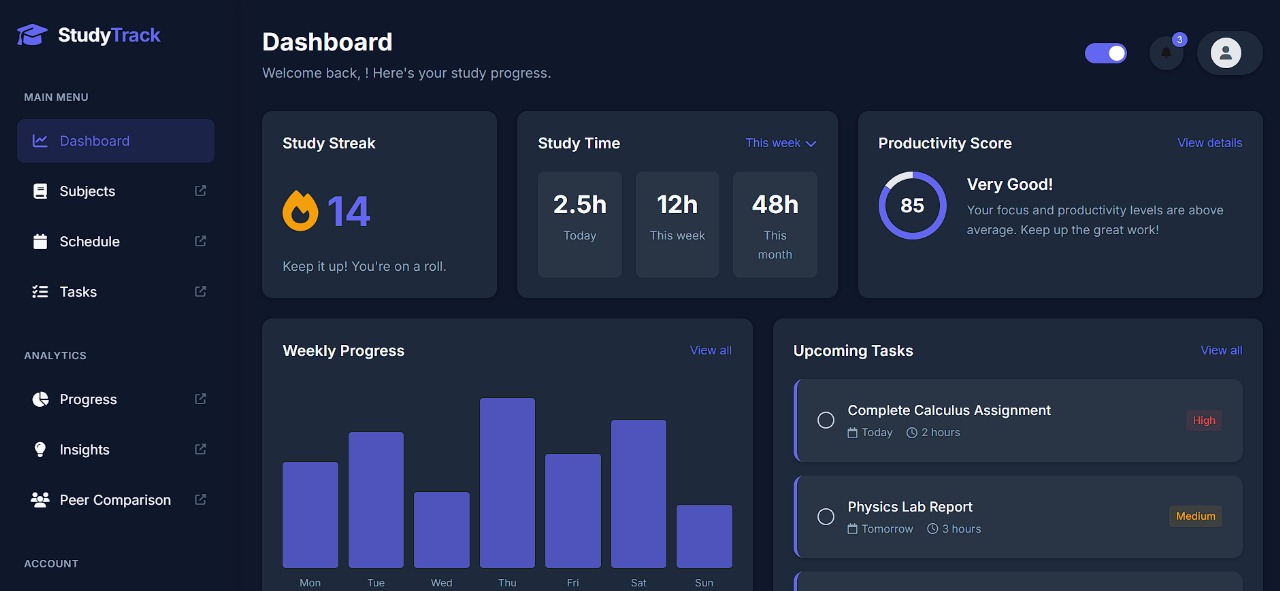 StudyTrack
MAIN MENU
Dashboard
Subjects
Schedule
Tasks
ANALYTICS
Progress
Insights
Peer Comparison
ACCOUNT
Dashboard
Welcome back, ! Here's your study progress.
3
Study Streak
14
Keep it up! You're on a roll.
Study Time
This week
2.5h
Today
12h
This week
48h
This
month
Productivity Score
View details
85
Very Good!
Your focus and productivity levels are above
average. Keep up the great work!
Weekly Progress
View all
Mon Tue Wed Thu Fri Sat Sun
Upcoming Tasks
View all
Complete Calculus Assignment
Today 2 hours
High
Physics Lab Report
Tomorrow 3 hours
Medium